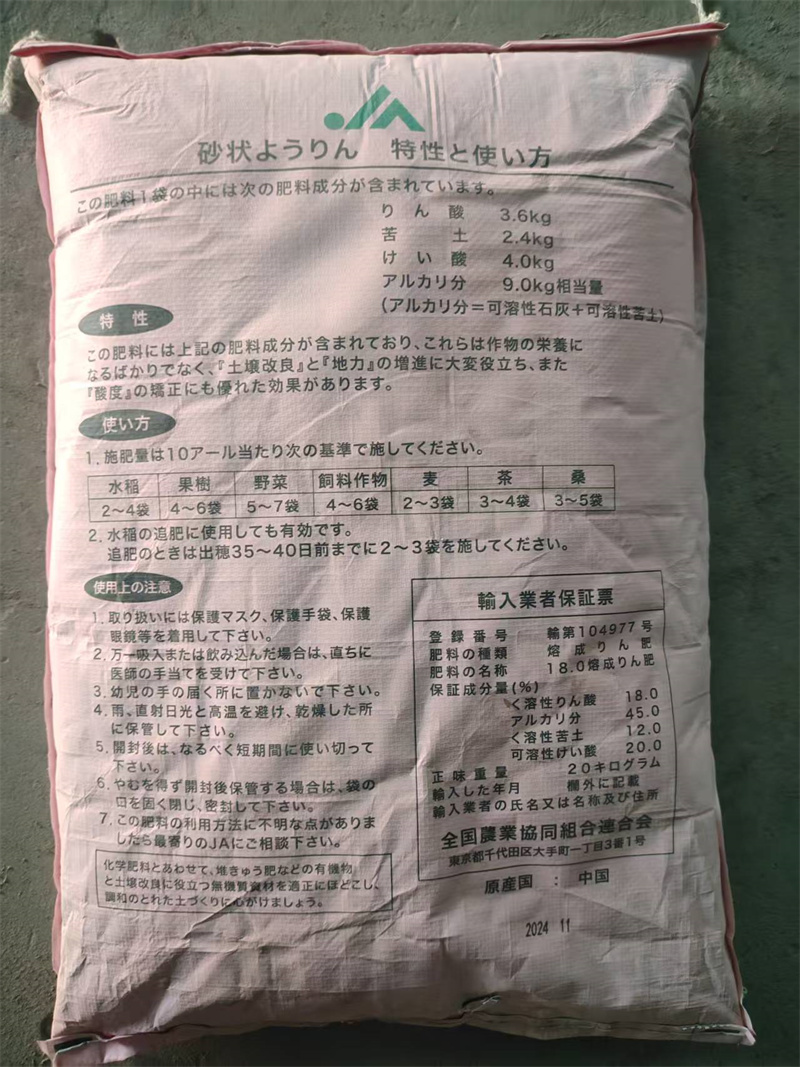 JA
砂状ようりん 特性と使い方
この肥料1袋の中には次の肥料成分が含まれています。
りん酸 3.6kg
苦土 2.4kg
けい酸 4.0kg
アルカリ分 9.0kg相当量
(アルカリ分=可溶性石灰+可溶性苦土)
特性
この肥料には上記の肥料成分が含まれており、これらは作物の栄養に
なるばかりでなく、『土壌改良』と『地力』の増進に大変役立ち、また
『酸度』の矯正にも優れた効果があります。
使い方
1. 施肥量は10アール当たり次の基準で施してください。
水稲 果樹 野菜 飼料作物 麦 茶 桑
2~4袋 4~6袋 5~7袋 4~6袋 2~3袋 3~4袋 3~5袋
2. 水稲の追肥に使用しても有効です。
追肥のときは出穂35~40日前までに2~3袋を施してください。
使用上の注意
1. 取り扱いには保護マスク、保護手袋、保護
眼鏡等を着用して下さい。
2. 万一吸入または飲み込んだ場合は、直ちに
医師の手当てを受けて下さい。
3. 幼児の手の届く所に置かないで下さい。
4. 雨、直射日光と高温を避け、乾燥した所
に保管して下さい。
5. 開封後は、なるべく短期間に使い切って
下さい。
6. やむを得ず開封後保管する場合は、袋の
口を固く閉じ、密封して下さい。
7. この肥料の利用方法に不明な点がありま
したら最寄りのJAにご相談下さい。
化学肥料とあわせて、堆きゅう肥などの有機物
と土壌改良に役立つ無機質資材を適正にほどこし、
調和のとれた土づくりに心がけましょう。
輸入業者保証票
登録番号 輸第104977号
肥料の種類 熔成りん肥
肥料の名称 18.0熔成りん肥
保証成分量(%)
く溶性りん酸 18.0
アルカリ分 45.0
く溶性苦土 12.0
可溶性けい酸 20.0
正味重量 20キログラム
輸入した年月 欄外に記載
輸入業者の氏名又は名称及び住所
全国農業協同組合連合会
東京都千代田区大手町一丁目3番1号
原産国 : 中国
2024 11